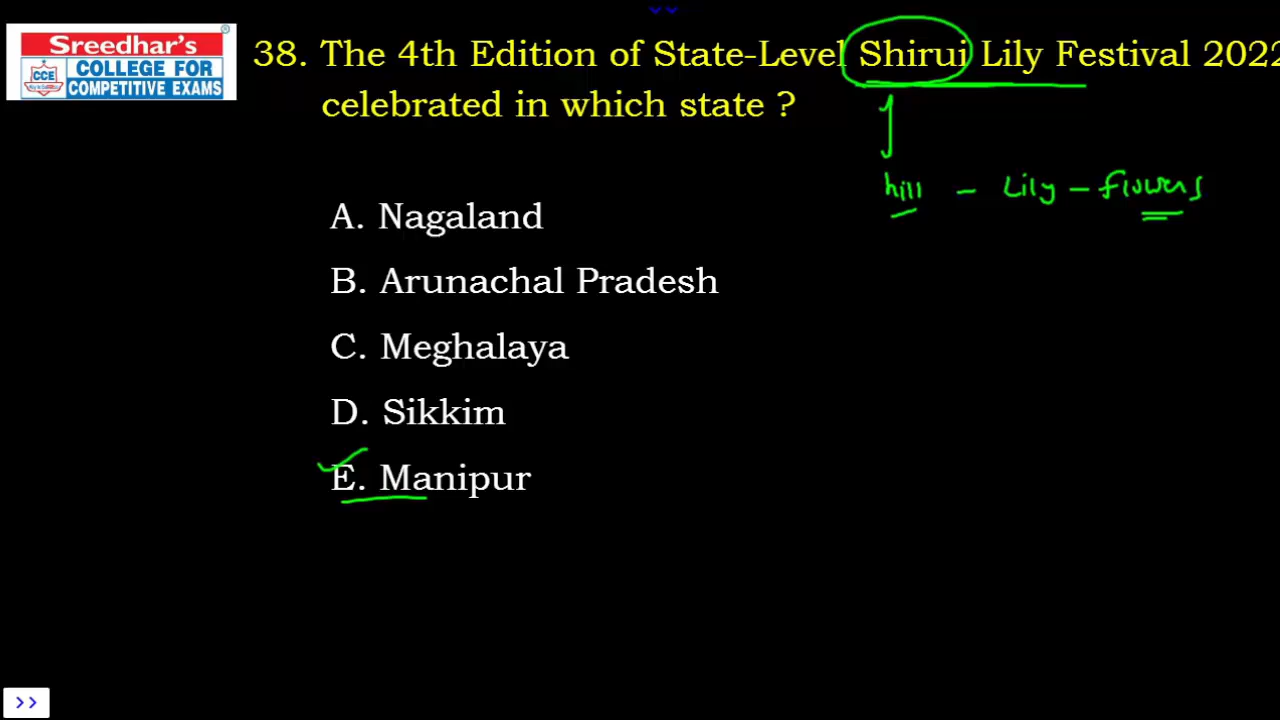 Sreedhar's
CCE
COLLEGE FOR
COMPETITIVE EXAMS
38. The 4th Edition of State-Level Shirui Lily Festival 2022
celebrated in which state ?
hill - Lily - flowers
A. Nagaland
B. Arunachal Pradesh
C. Meghalaya
D. Sikkim
E. Manipur
>>